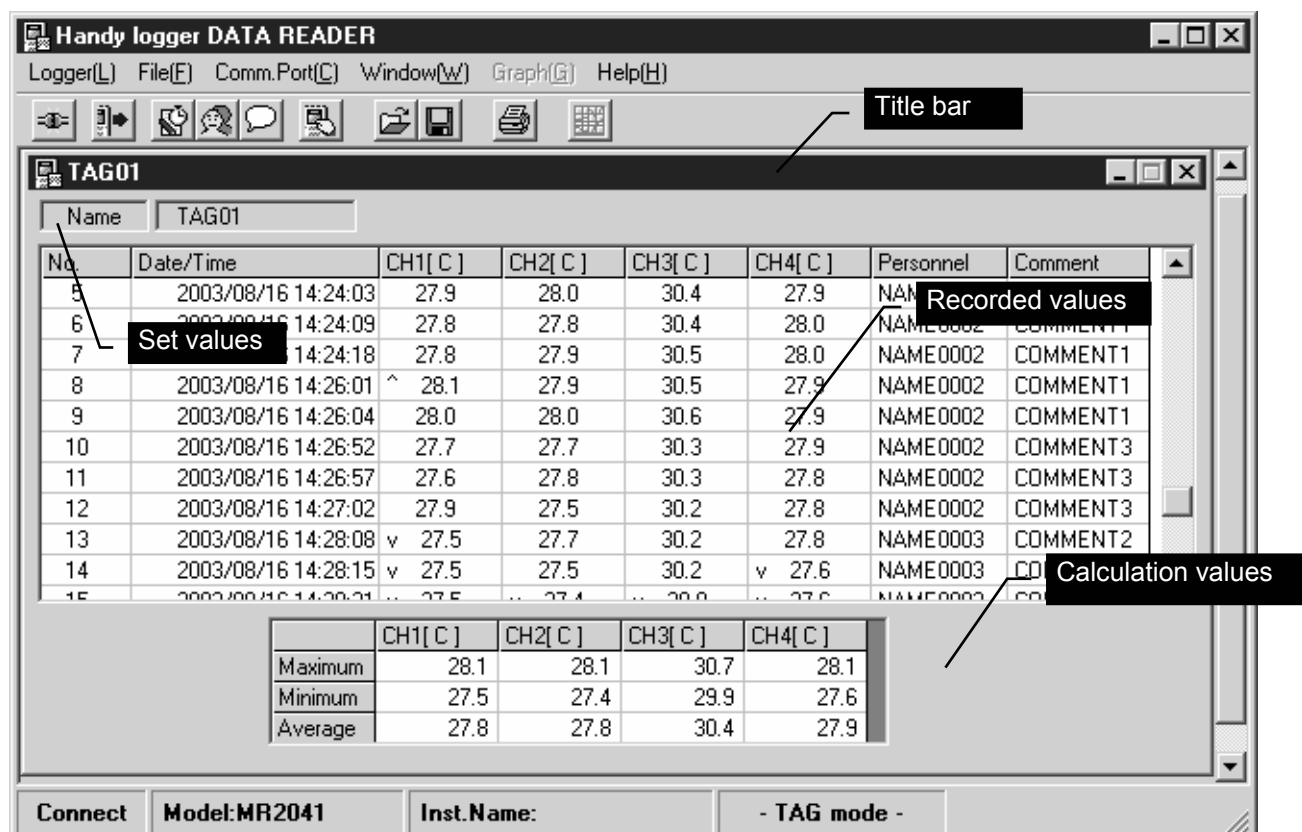 Handy logger DATA READER
Logger(L) File(F) Comm.Port(C) Window(W) Graph(G) Help(H)
Title bar
TAG01
Name TAG01
No. Date/Time CH1[ C ] CH2[ C ] CH3[ C ] CH4[ C ] Personnel Comment
5 2003/08/16 14:24:03 27.9 28.0 30.4 27.9
Recorded values
6 14:24:09 27.8 27.8 30.4 28.0 NAME0002 COMMENT1
Set values
7 14:24:18 27.8 27.9 30.5 28.0 NAME0002 COMMENT1
8 2003/08/16 14:26:01 ^ 28.1 27.9 30.5 27.9 NAME0002 COMMENT1
9 2003/08/16 14:26:04 28.0 28.0 30.6 27.9 NAME0002 COMMENT1
10 2003/08/16 14:26:52 27.7 27.7 30.3 27.9 NAME0002 COMMENT3
11 2003/08/16 14:26:57 27.6 27.8 30.3 27.8 NAME0002 COMMENT3
12 2003/08/16 14:27:02 27.9 27.5 30.2 27.8 NAME0002 COMMENT3
13 2003/08/16 14:28:08 v 27.5 27.7 30.2 27.8 NAME0003 COMMENT2
14 2003/08/16 14:28:15 v 27.5 27.5 30.2 v 27.6 NAME0003
Calculation values
CH1[ C ] CH2[ C ] CH3[ C ] CH4[ C ]
Maximum 28.1 28.1 30.7 28.1
Minimum 27.5 27.4 29.9 27.6
Average 27.8 27.8 30.4 27.9
Connect Model:MR2041 Inst.Name: - TAG mode -